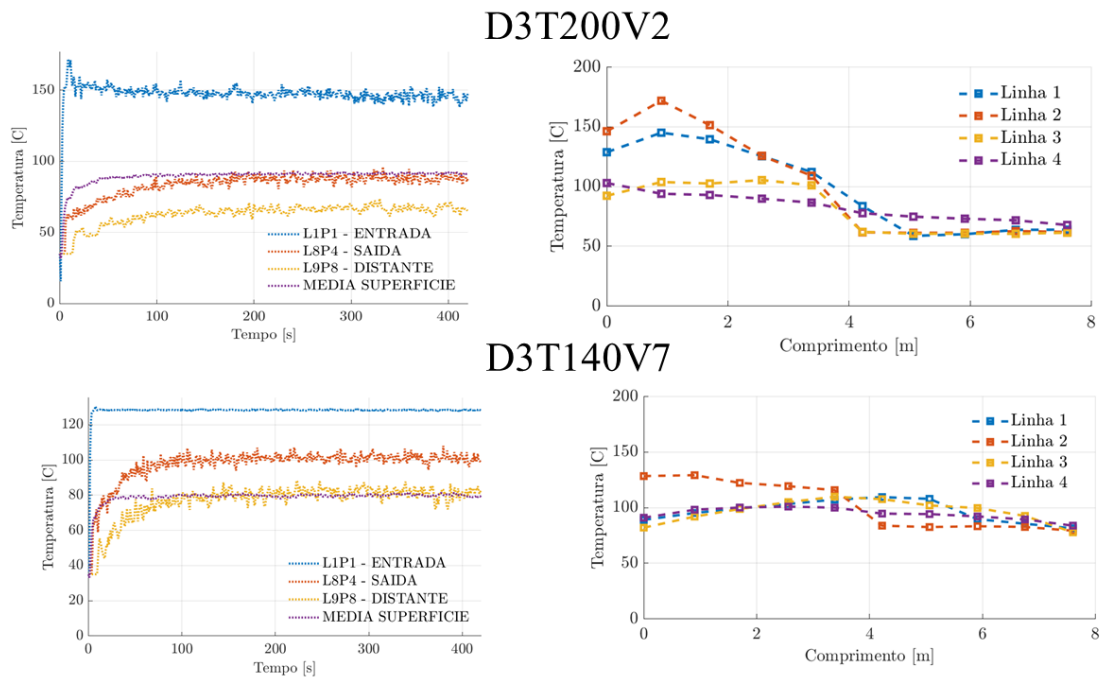 D3T200V2
Temperatura [C]
150
100
50
0
0
100
200
300
400
Tempo [s]
L1P1 - ENTRADA
L8P4 - SAIDA
L9P8 - DISTANTE
MEDIA SUPERFICIE
Temperatura [C]
200
150
100
50
0
0
2
4
6
8
Comprimento [m]
Linha 1
Linha 2
Linha 3
Linha 4
D3T140V7
Temperatura [C]
120
100
80
60
40
20
0
0
100
200
300
400
Tempo [s]
L1P1 - ENTRADA
L8P4 - SAIDA
L9P8 - DISTANTE
MEDIA SUPERFICIE
Temperatura [C]
200
150
100
50
0
0
2
4
6
8
Comprimento [m]
Linha 1
Linha 2
Linha 3
Linha 4